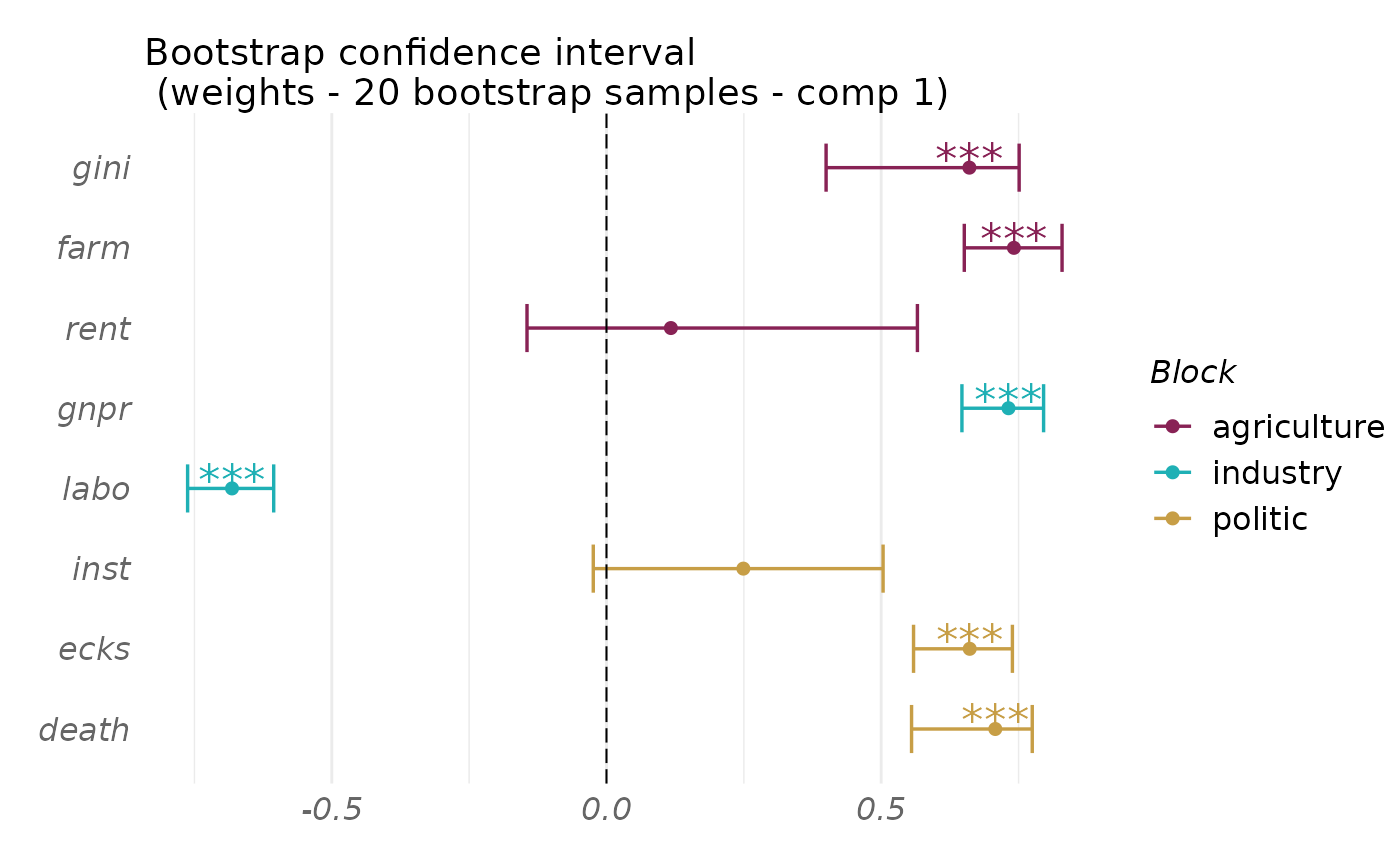 Bootstrap confidence interval
(weights - 20 bootstrap samples - comp 1)
gini
***
farm
***
rent
gnpr
***
labo
***
inst
ecks
***
death
***
-0.5
0.0
0.5
Block
agriculture
industry
politic